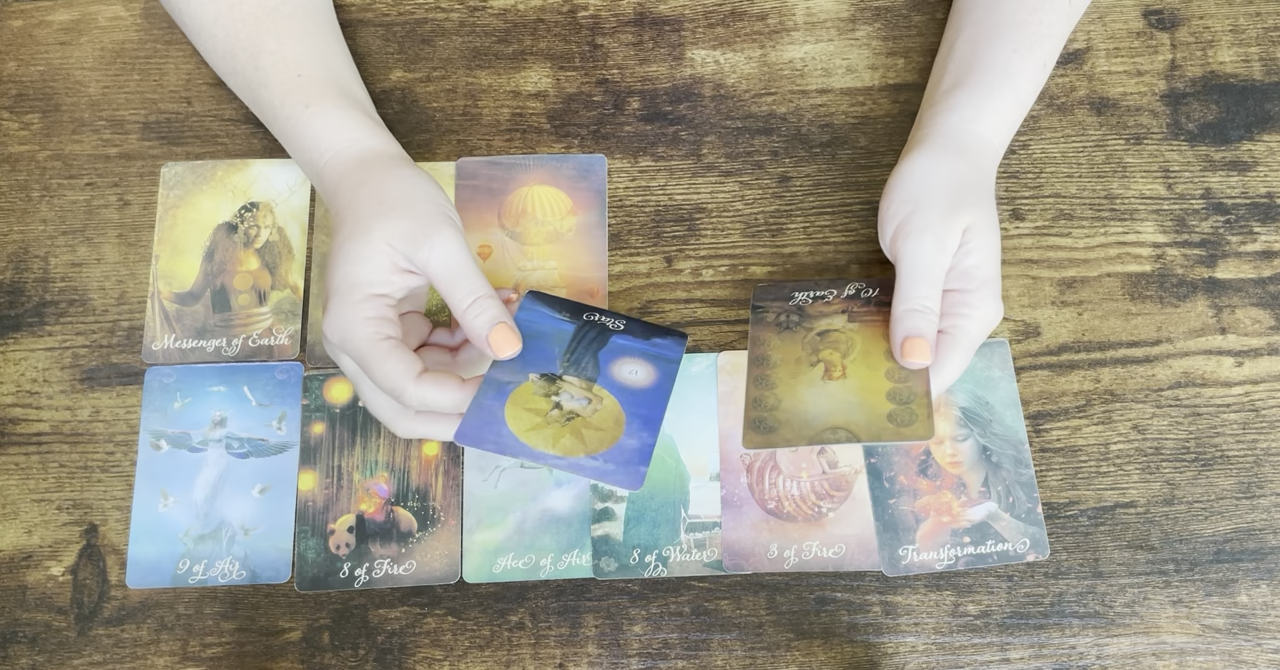 Messenger of Earth
Star
17
10 of Earth
9 of Air
8 of Fire
Ace of Air
8 of Water
3 of Fire
Transformation